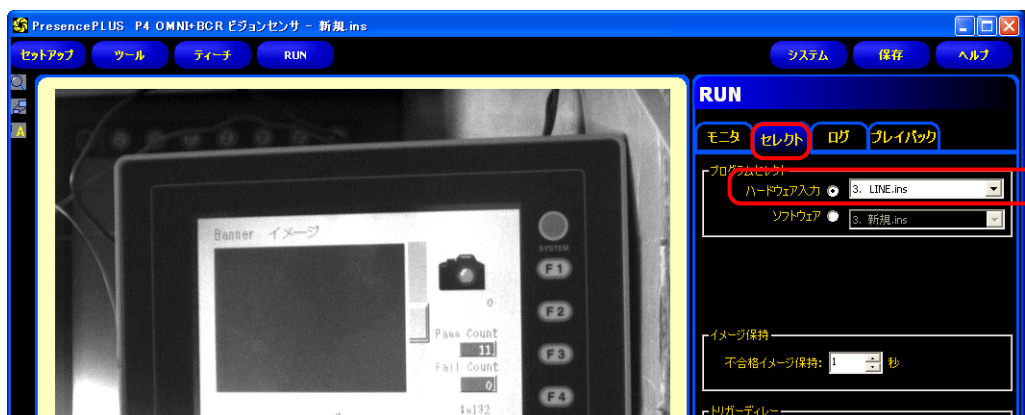 PresencePLUS P4 OMNI+BCR ビジョンセンサ - 新規.ins
セットアップ ツール ティーチ RUN システム 保存 ヘルプ
A
RUN
モニタ セレクト ログ プレイバック
プログラムセレクト
ハードウェア入力 3. LINE.ins
ソフトウェア 3. 新規.ins
Banner イメージ
SYSTEM
F1
0
F2
Pass Count
11
F3
Fail Count
0
F4
$s132
イメージ保持
不合格イメージ保持: 1 秒
トリガーディレー